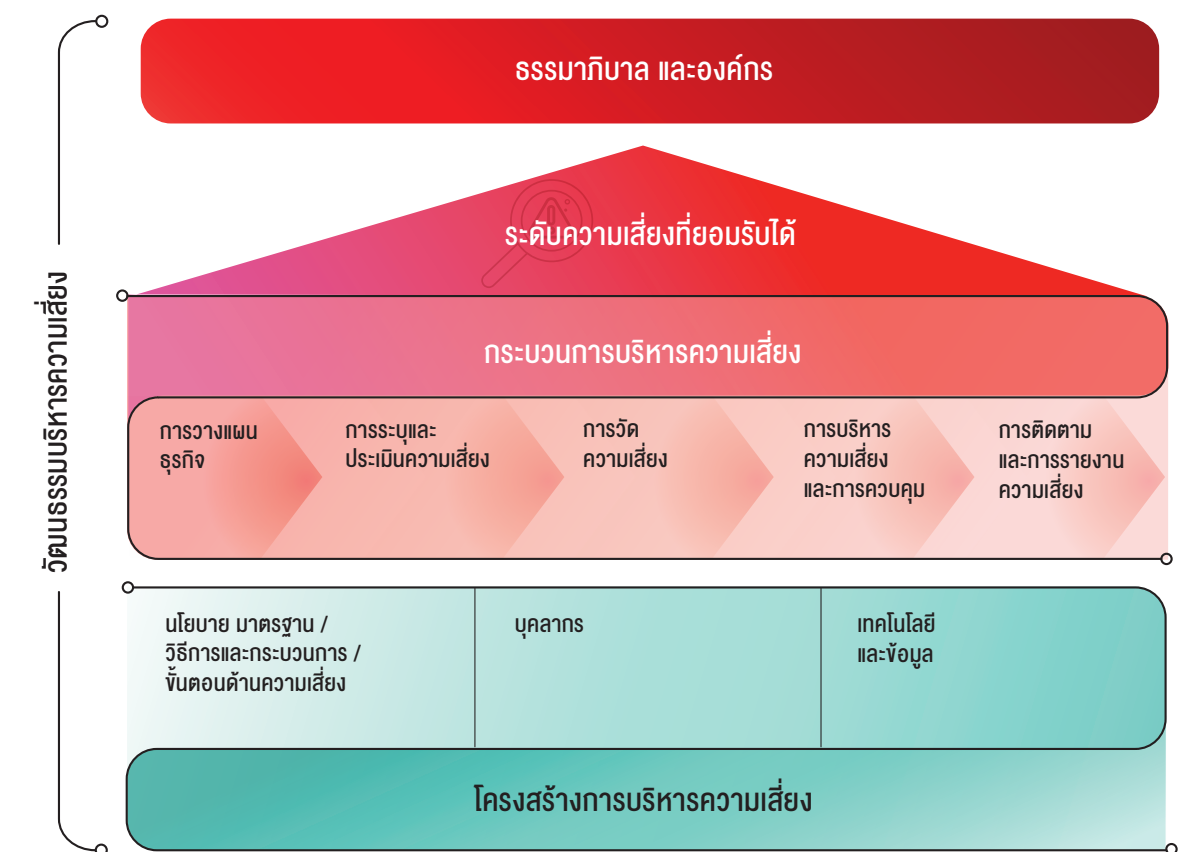 ธรรมาภิบาล และองค์กร
ระดับความเสี่ยงที่ยอมรับได้
กระบวนการบริหารความเสี่ยง
การวางแผน
ธุรกิจ
การระบุและ
ประเมินความเสี่ยง
การวัด
ความเสี่ยง
การบริหาร
ความเสี่ยง
และการควบคุม
การติดตาม
และการรายงาน
ความเสี่ยง
นโยบาย มาตรฐาน /
วิธีการและกระบวนการ /
ขั้นตอนด้านความเสี่ยง
บุคลากร
เทคโนโลยี
และข้อมูล
โครงสร้างการบริหารความเสี่ยง
วัฒนธรรมบริหารความเสี่ยง